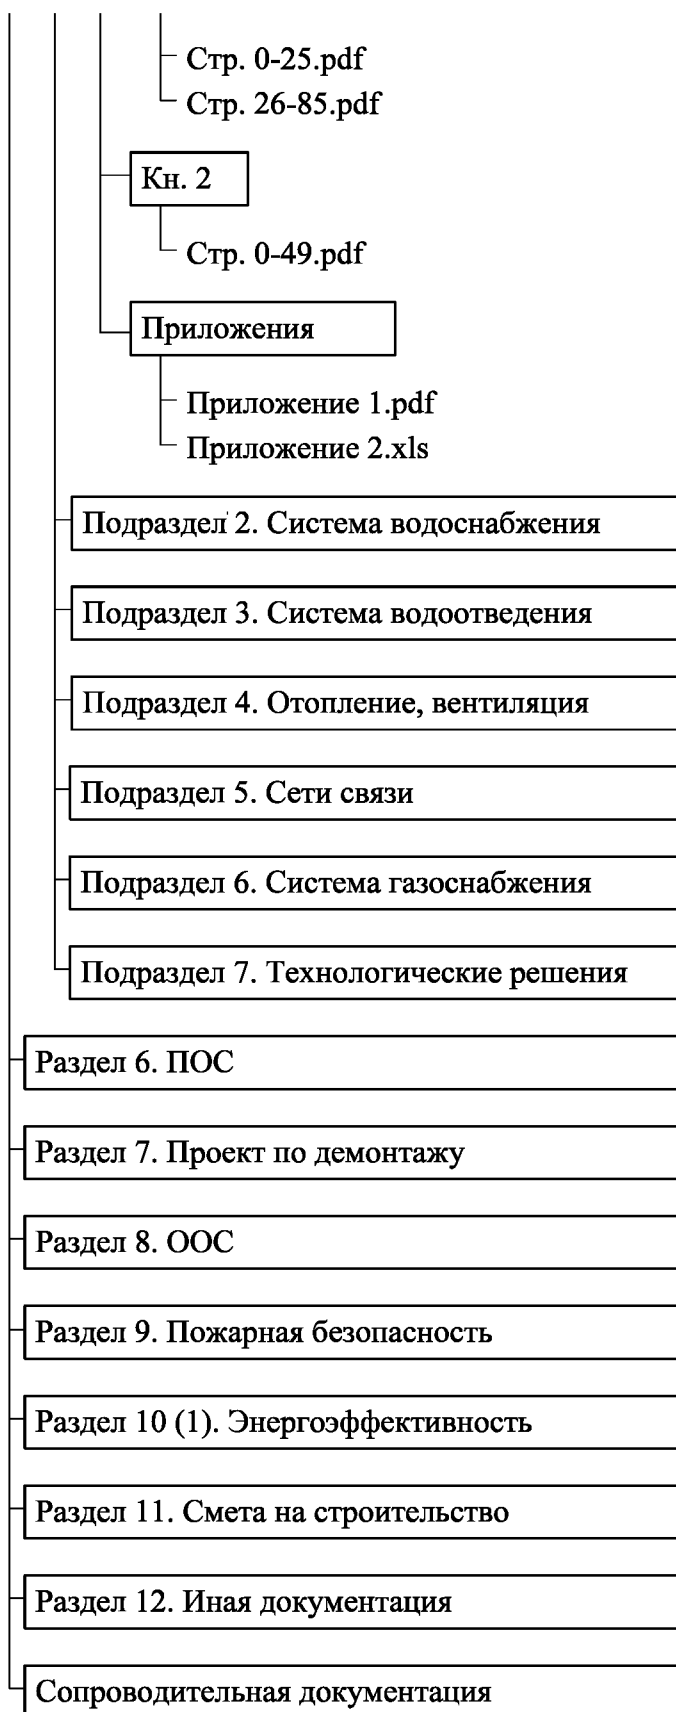 Стр. 0-25.pdf
Стр. 26-85.pdf
Кн. 2
Стр. 0-49.pdf
Приложения
Приложение 1.pdf
Приложение 2.xls
Подраздел 2. Система водоснабжения
Подраздел 3. Система водоотведения
Подраздел 4. Отопление, вентиляция
Подраздел 5. Сети связи
Подраздел 6. Система газоснабжения
Подраздел 7. Технологические решения
Раздел 6. ПОС
Раздел 7. Проект по демонтажу
Раздел 8. ООС
Раздел 9. Пожарная безопасность
Раздел 10 (1). Энергоэффективность
Раздел 11. Смета на строительство
Раздел 12. Иная документация
Сопроводительная документация